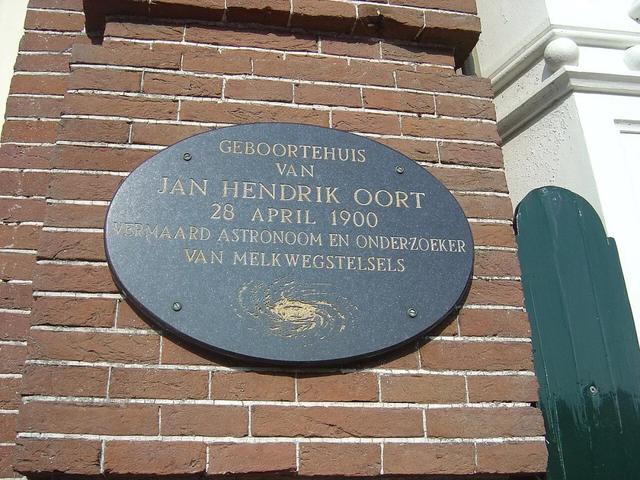 GEBOORTEHUIS
VAN
JAN HENDRIK OORT
28 APRIL 1900
VERMAARD ASTRONOOM EN ONDERZOEKER
VAN MELKWEGSTELSELS